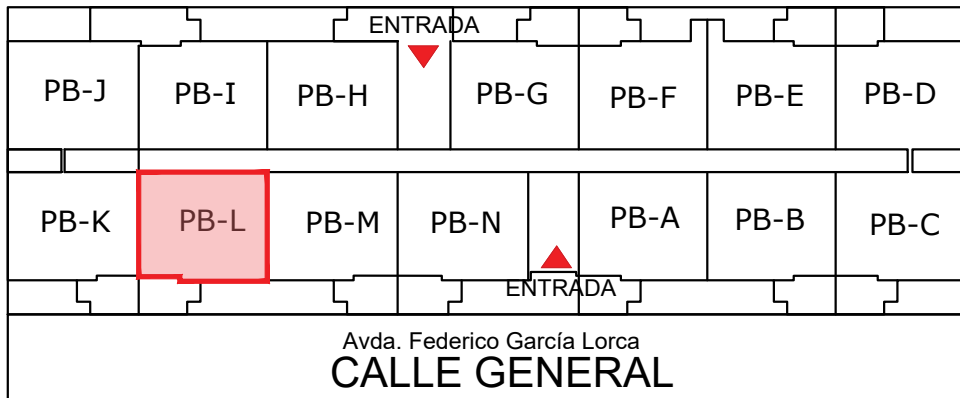 ENTRADA
PB-J PB-I PB-H PB-G PB-F PB-E PB-D
PB-K PB-L PB-M PB-N PB-A PB-B PB-C
ENTRADA
Avda. Federico García Lorca
CALLE GENERAL